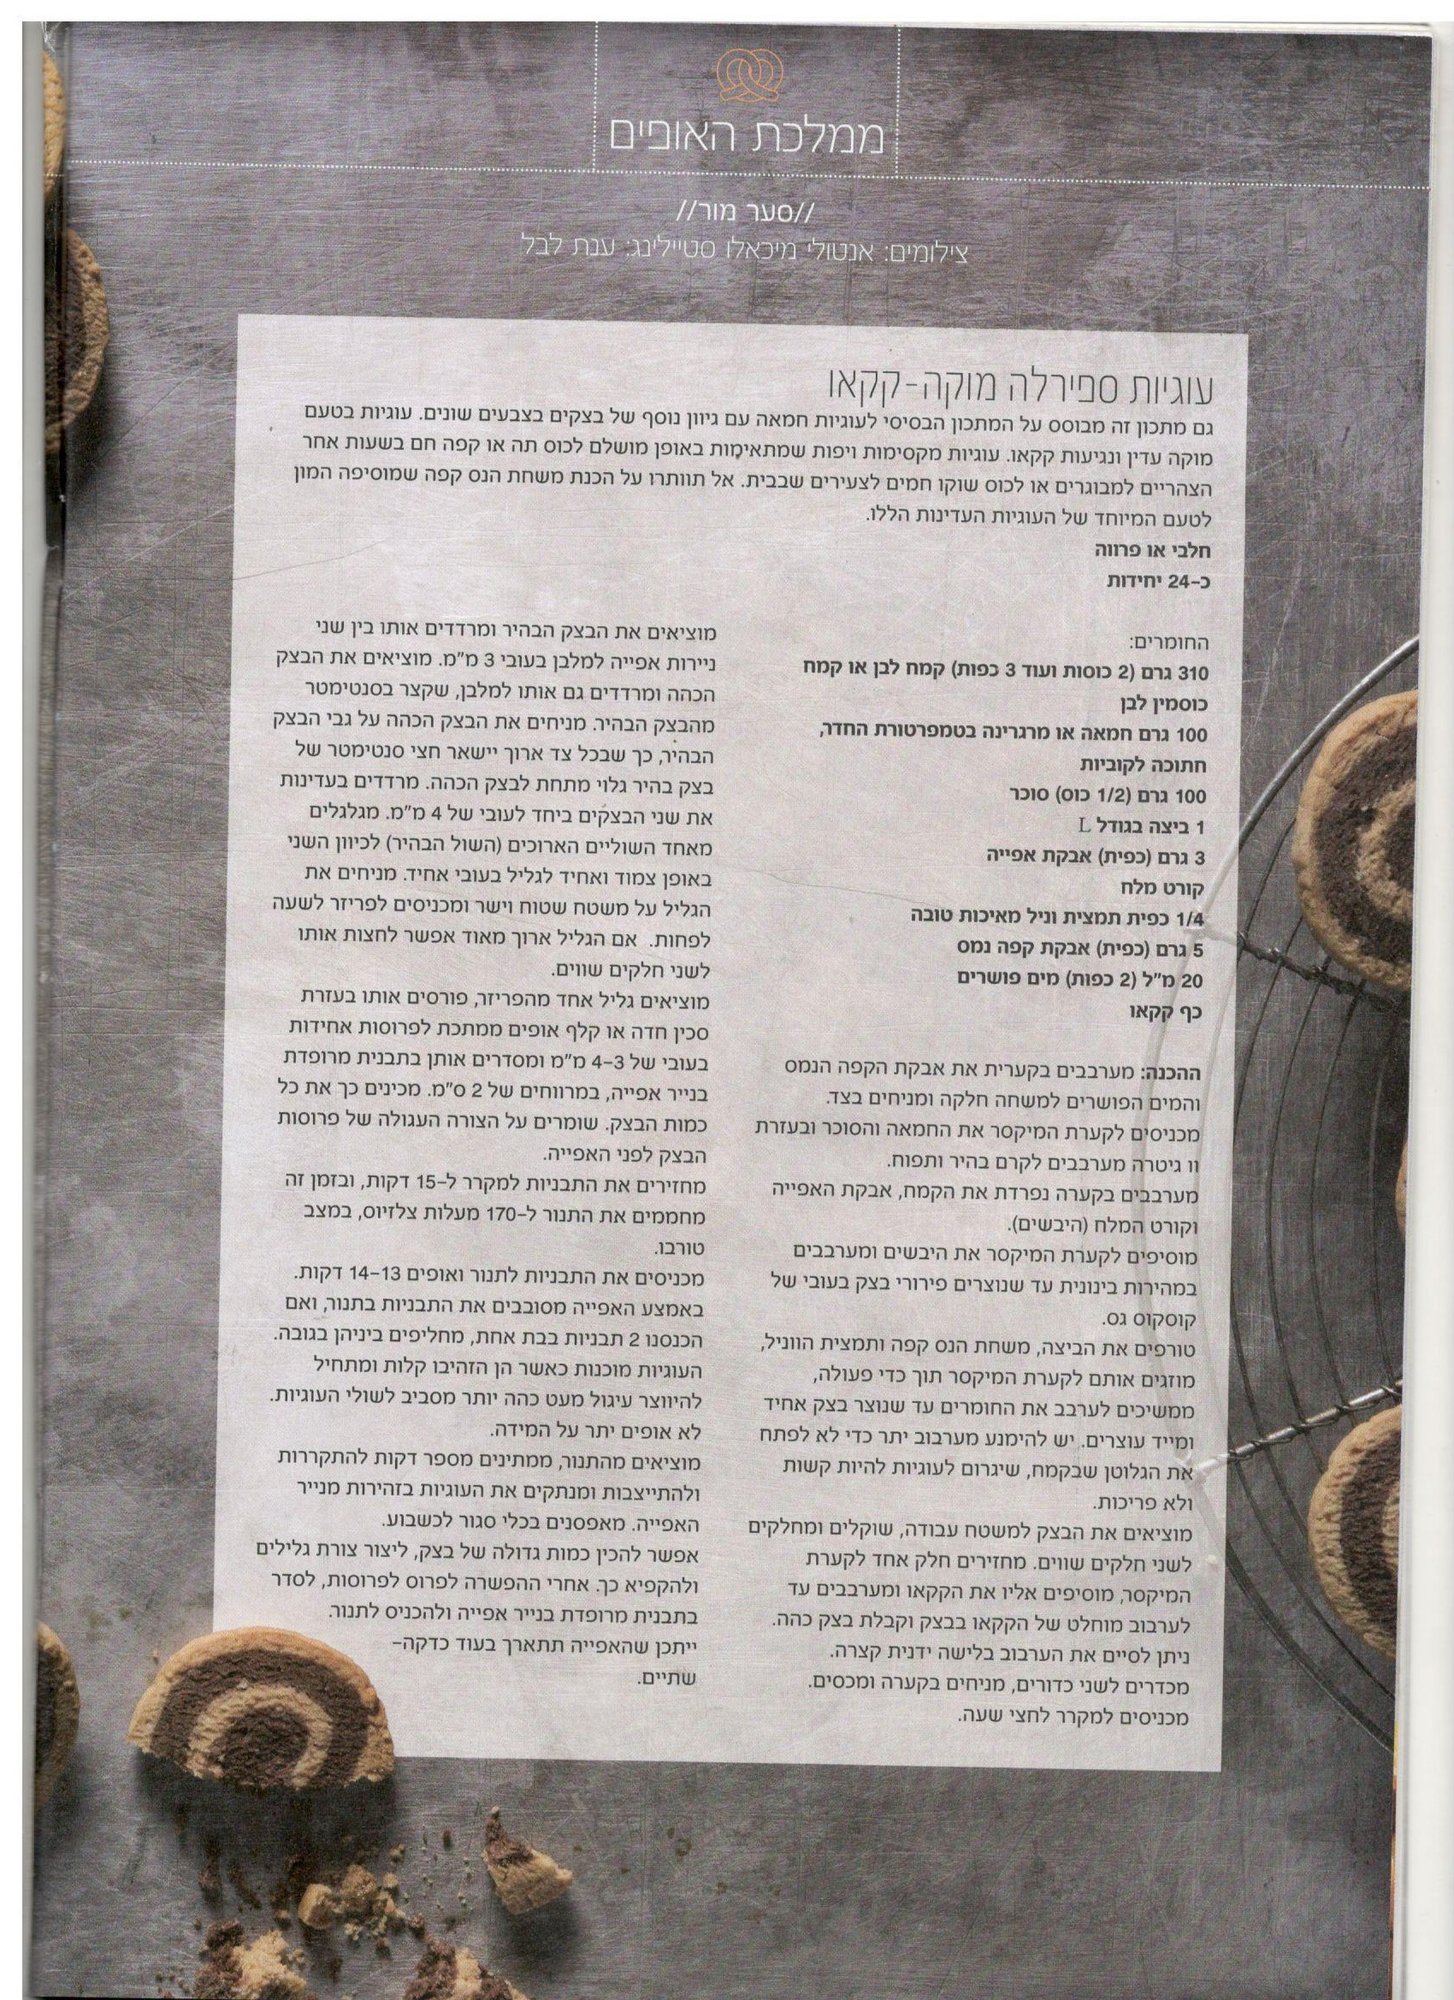 ממלכת האופים
//סער מור//
צילומים: אנטולי מיכאלו סטיילינג: ענת לבל
עוגיות ספירלה מוקה-קקאו
גם מתכון זה מבוסס על המתכון הבסיסי לעוגיות חמאה עם גיוון נוסף של בצקים בצבעים שונים. עוגיות בטעם
מוקה עדין ונגיעות קקאו. עוגיות מקסימות ויפות שמתאימות באופן מושלם לכוס תה או קפה חם בשעות אחר
הצהריים למבוגרים או לכוס שוקו חמים לצעירים שבבית. אל תוותרו על הכנת משחת הנס קפה שמוסיפה המון
לטעם המיוחד של העוגיות העדינות הללו.
חלבי או פרווה
כ-24 יחידות
החומרים:
310 גרם (2 כוסות ועוד 3 כפות) קמח לבן או קמח
כוסמין לבן
100 גרם חמאה או מרגרינה בטמפרטורת החדר,
חתוכה לקוביות
100 גרם (1/2 כוס) סוכר
1 ביצה בגודל L
3 גרם (כפית) אבקת אפייה
קורט מלח
1/4 כפית תמצית וניל מאיכות טובה
5 גרם (כפית) אבקת קפה נמס
20 מ"ל (2 כפות) מים פושרים
כף קקאו
ההכנה: מערבבים בקערית את אבקת הקפה הנמס
והמים הפושרים למשחה חלקה ומניחים בצד.
מכניסים לקערת המיקסר את החמאה והסוכר ובעזרת
וו גיטרה מערבבים לקרם בהיר ותפוח.
מערבבים בקערה נפרדת את הקמח, אבקת האפייה
וקורט המלח (היבשים).
מוסיפים לקערת המיקסר את היבשים ומערבבים
במהירות בינונית עד שנוצרים פירורי בצק בעובי של
קוסקוס גס.
טורפים את הביצה, משחת הנס קפה ותמצית הווניל,
מוזגים אותם לקערת המיקסר תוך כדי פעולה,
ממשיכים לערבב את החומרים עד שנוצר בצק אחיד
ומייד עוצרים. יש להימנע מערבוב יתר כדי לא לפתח
את הגלוטן שבקמח, שיגרום לעוגיות להיות קשות
ולא פריכות.
מוציאים את הבצק למשטח עבודה, שוקלים ומחלקים
לשני חלקים שווים. מחזירים חלק אחד לקערת
המיקסר, מוסיפים אליו את הקקאו ומערבבים עד
לערבוב מוחלט של הקקאו בבצק וקבלת בצק כהה.
ניתן לסיים את הערבוב בלישה ידנית קצרה.
מכדרים לשני כדורים, מניחים בקערה ומכסים.
מכניסים למקרר לחצי שעה.
מוציאים את הבצק הבהיר ומרדדים אותו בין שני
ניירות אפייה למלבן בעובי 3 מ"מ. מוציאים את הבצק
הכהה ומרדדים גם אותו למלבן, שקצר בסנטימטר
מהבצק הבהיר. מניחים את הבצק הכהה על גבי הבצק
הבהיר, כך שבכל צד ארוך יישאר חצי סנטימטר של
בצק בהיר גלוי מתחת לבצק הכהה. מרדדים בעדינות
את שני הבצקים ביחד לעובי של 4 מ"מ. מגלגלים
מאחד השוליים הארוכים (השול הבהיר) לכיוון השני
באופן צמוד ואחיד לגליל בעובי אחיד. מניחים את
הגליל על משטח שטוח וישר ומכניסים לפריזר לשעה
לפחות. אם הגליל ארוך מאוד אפשר לחצות אותו
לשני חלקים שווים.
מוציאים גליל אחד מהפריזר, פורסים אותו בעזרת
סכין חדה או קלף אופים ממתכת לפרוסות אחידות
בעובי של 4-3 מ"מ ומסדרים אותן בתבנית מרופדת
בנייר אפייה, במרווחים של 2 ס"מ. מכינים כך את כל
כמות הבצק. שומרים על הצורה העגולה של פרוסות
הבצק לפני האפייה.
מחזירים את התבניות למקרר ל-15 דקות, ובזמן זה
מחממים את התנור ל-170 מעלות צלזיוס, במצב
טורבו.
מכניסים את התבניות לתנור ואופים 14-13 דקות.
באמצע האפייה מסובבים את התבניות בתנור, ואם
הכנסנו 2 תבניות בבת אחת, מחליפים ביניהן בגובה.
העוגיות מוכנות כאשר הן הזהיבו קלות ומתחיל
להיווצר עיגול מעט כהה יותר מסביב לשולי העוגיות.
לא אופים יתר על המידה.
מוציאים מהתנור, ממתינים מספר דקות להתקררות
ולהתייצבות ומנתקים את העוגיות בזהירות מנייר
האפייה. מאפסנים בכלי סגור לכשבוע.
אפשר להכין כמות גדולה של בצק, ליצור צורת גלילים
ולהקפיא כך. אחרי ההפשרה לפרוס לפרוסות, לסדר
בתבנית מרופדת בנייר אפייה ולהכניס לתנור.
ייתכן שהאפייה תתארך בעוד כדקה-
שתיים.